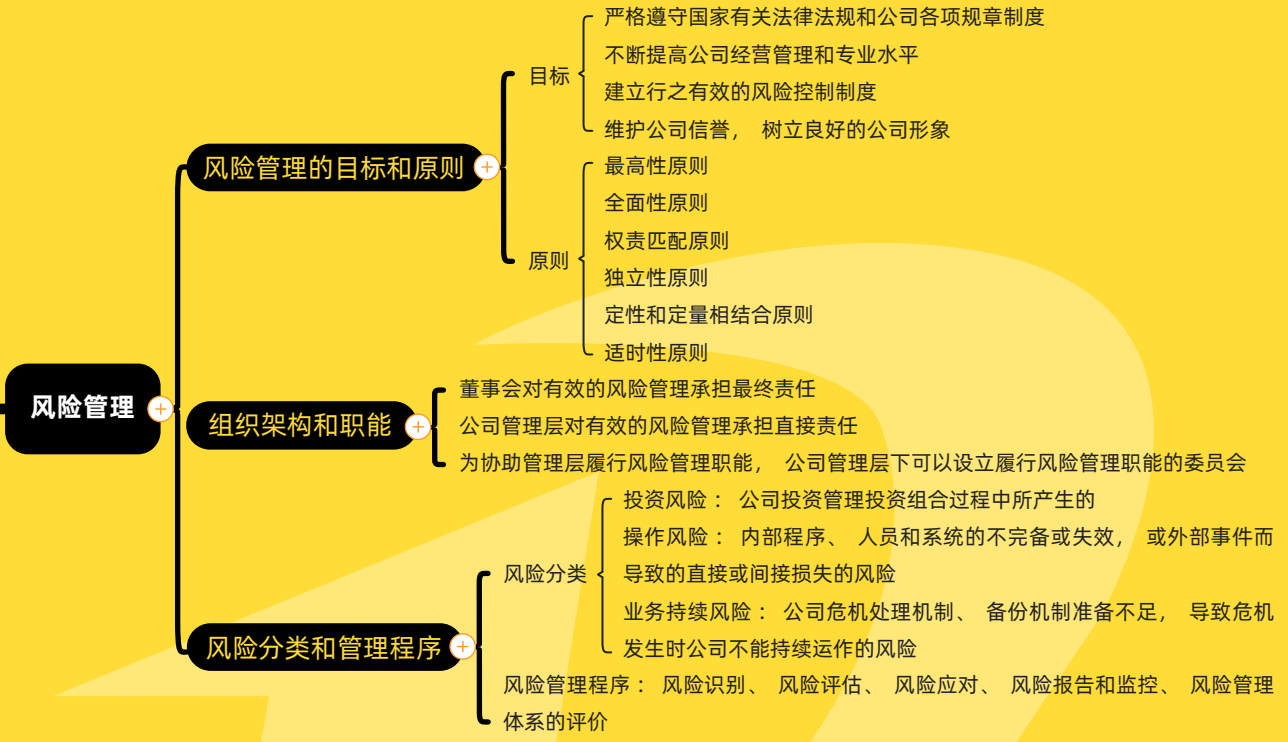 风险管理
风险管理的目标和原则
目标
严格遵守国家有关法律法规和公司各项规章制度
不断提高公司经营管理和专业水平
建立行之有效的风险控制制度
维护公司信誉， 树立良好的公司形象
原则
最高性原则
全面性原则
权责匹配原则
独立性原则
定性和定量相结合原则
适时性原则
组织架构和职能
董事会对有效的风险管理承担最终责任
公司管理层对有效的风险管理承担直接责任
为协助管理层履行风险管理职能， 公司管理层下可以设立履行风险管理职能的委员会
风险分类和管理程序
风险分类
投资风险： 公司投资管理投资组合过程中所产生的
操作风险： 内部程序、 人员和系统的不完备或失效， 或外部事件而
导致的直接或间接损失的风险
业务持续风险： 公司危机处理机制、 备份机制准备不足， 导致危机
发生时公司不能持续运作的风险
风险管理程序： 风险识别、 风险评估、 风险应对、 风险报告和监控、 风险管理
体系的评价